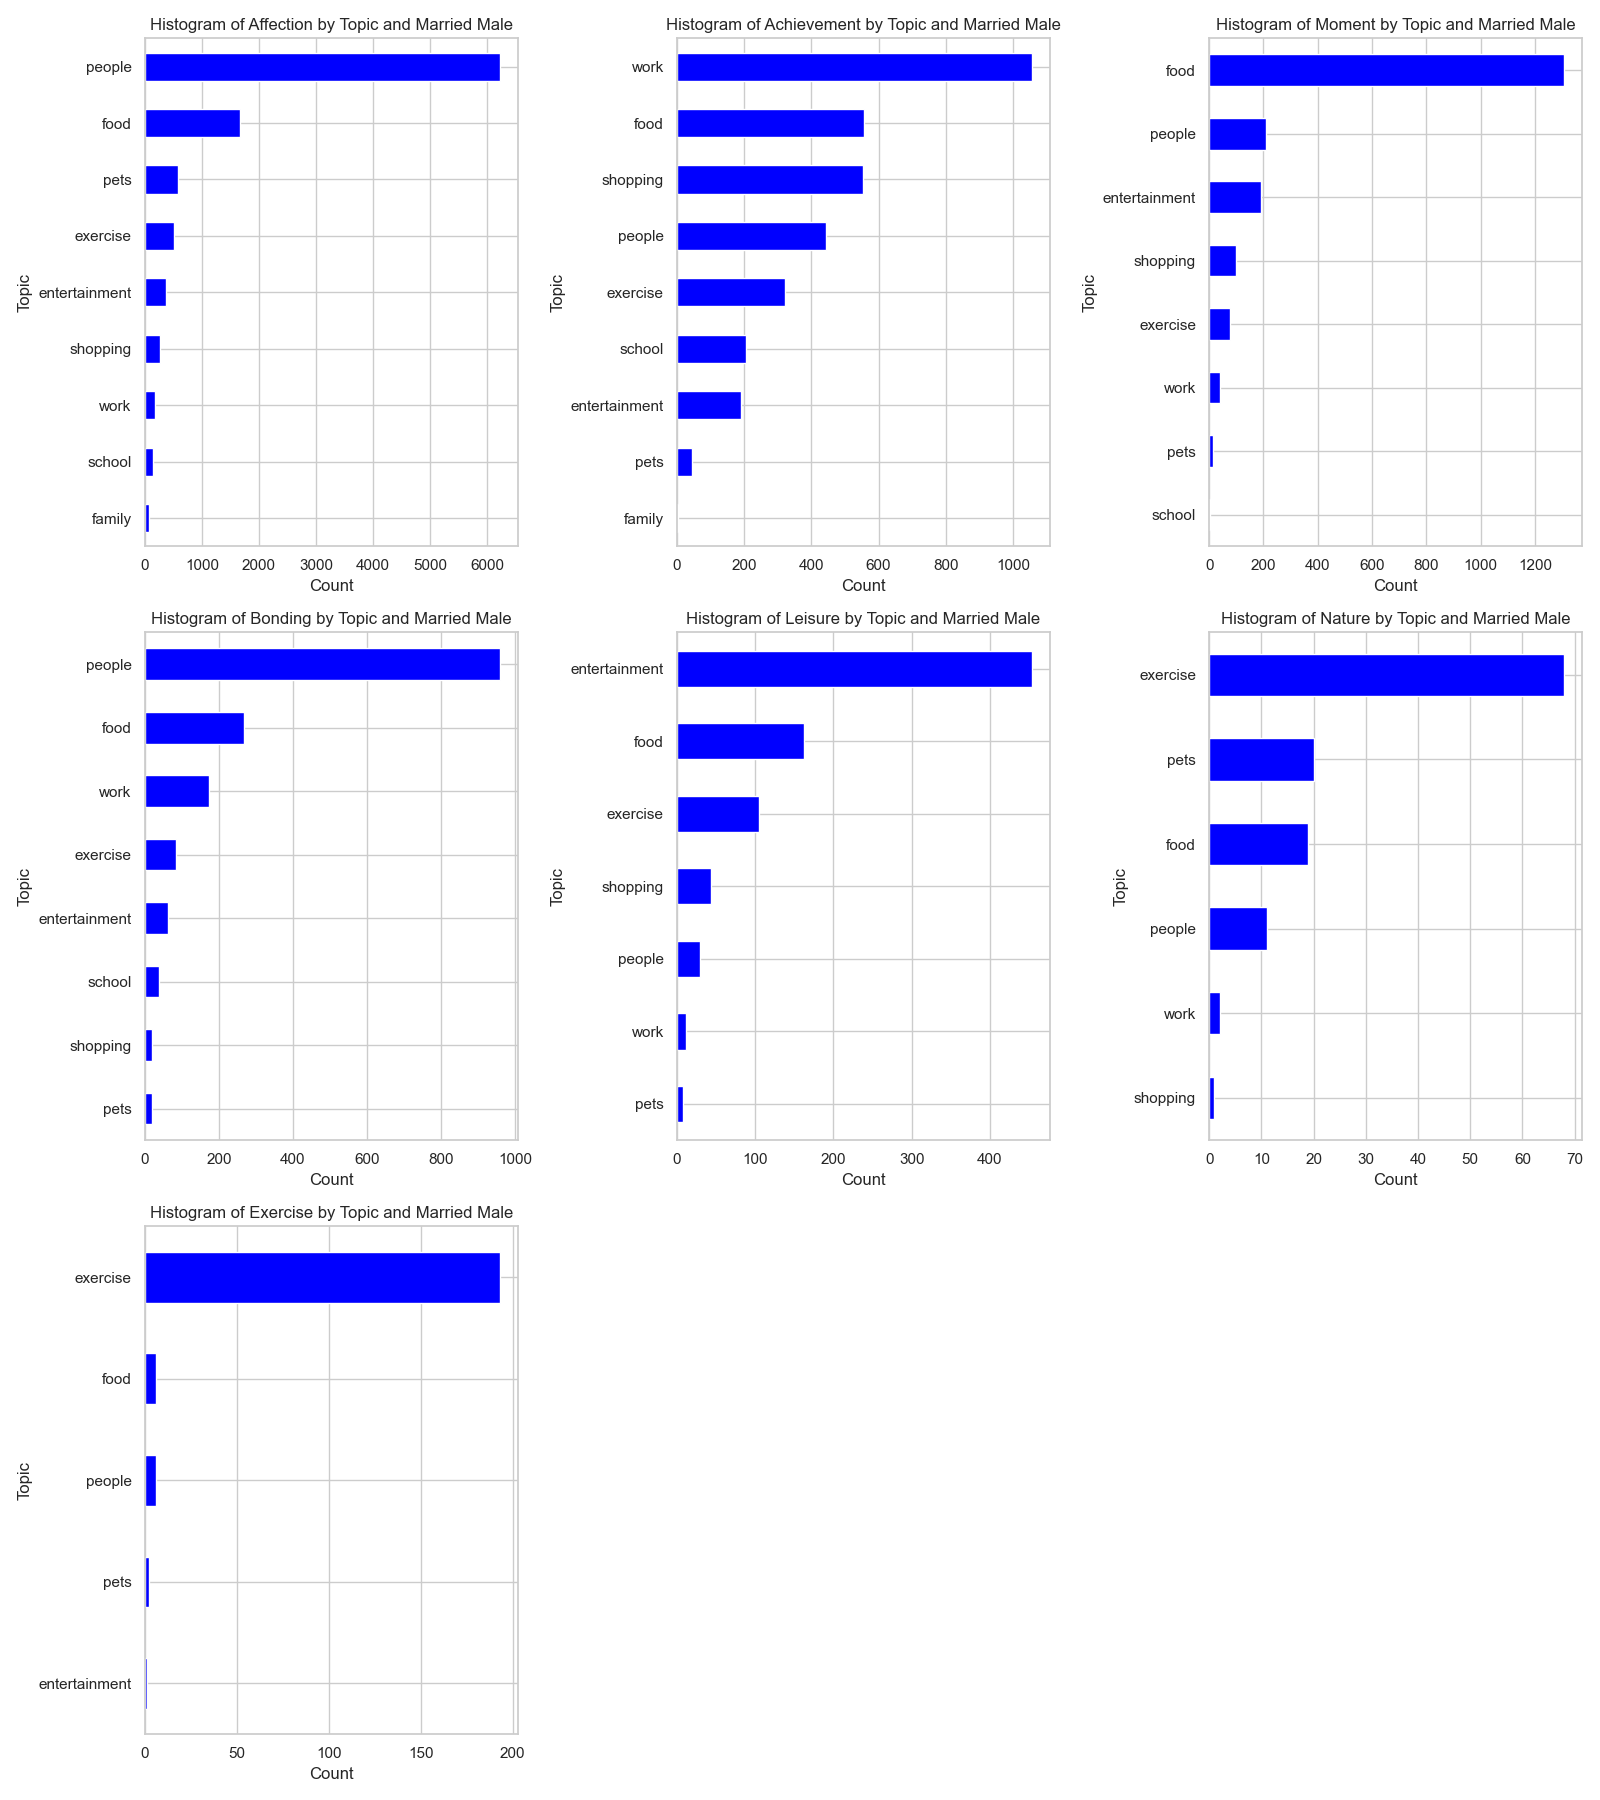 Histogram of Affection by Topic and Married Male
people
food
pets
exercise
entertainment
shopping
work
school
family
Topic
0 1000 2000 3000 4000 5000 6000
Count
Histogram of Achievement by Topic and Married Male
work
food
shopping
people
exercise
school
entertainment
pets
family
Topic
0 200 400 600 800 1000
Count
Histogram of Moment by Topic and Married Male
food
people
entertainment
shopping
exercise
work
pets
school
Topic
0 200 400 600 800 1000 1200
Count
Histogram of Bonding by Topic and Married Male
people
food
work
exercise
entertainment
school
shopping
pets
Topic
0 200 400 600 800 1000
Count
Histogram of Leisure by Topic and Married Male
entertainment
food
exercise
shopping
people
work
pets
Topic
0 100 200 300 400
Count
Histogram of Nature by Topic and Married Male
exercise
pets
food
people
work
shopping
Topic
0 10 20 30 40 50 60 70
Count
Histogram of Exercise by Topic and Married Male
exercise
food
people
pets
entertainment
Topic
0 50 100 150 200
Count